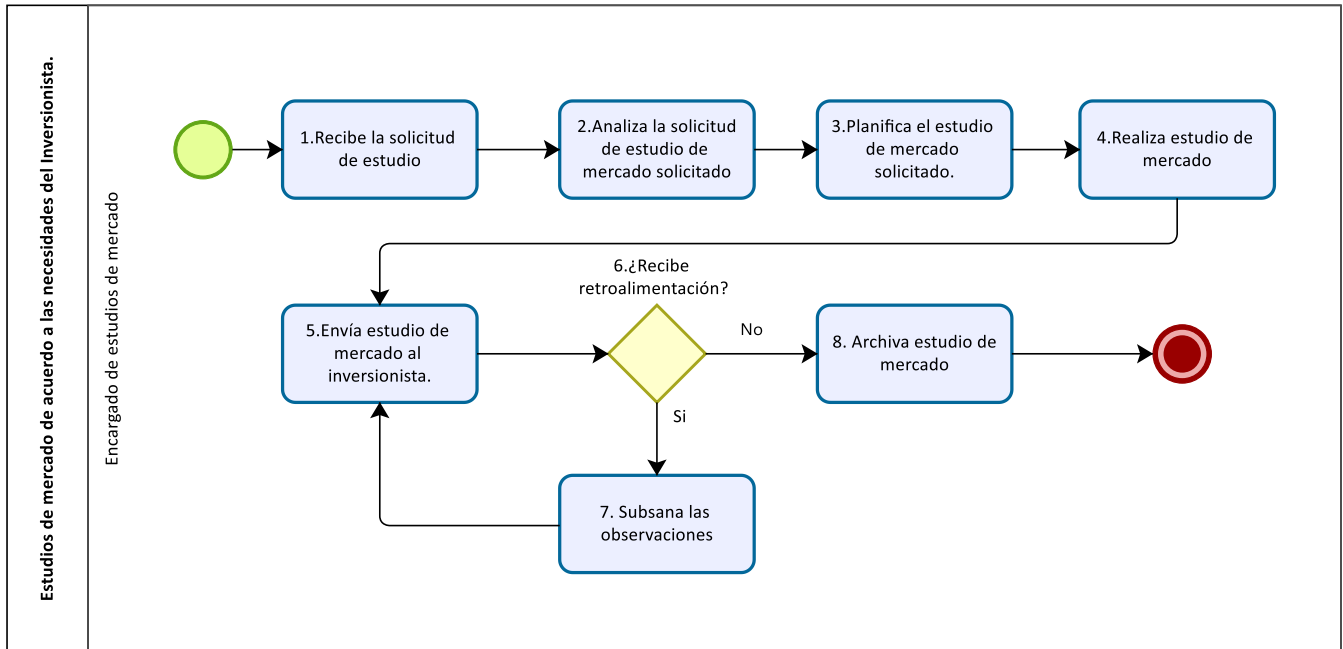 Estudios de mercado de acuerdo a las necesidades del Inversionista.
Encargado de estudios de mercado
1.Recibe la solicitud
de estudio
2.Analiza la solicitud
de estudio de
mercado solicitado
3.Planifica el estudio
de mercado
solicitado.
4.Realiza estudio de
mercado
5.Envía estudio de
mercado al
inversionista.
6.¿Recibe
retroalimentación?
No
Si
8. Archiva estudio de
mercado
7. Subsana las
observaciones